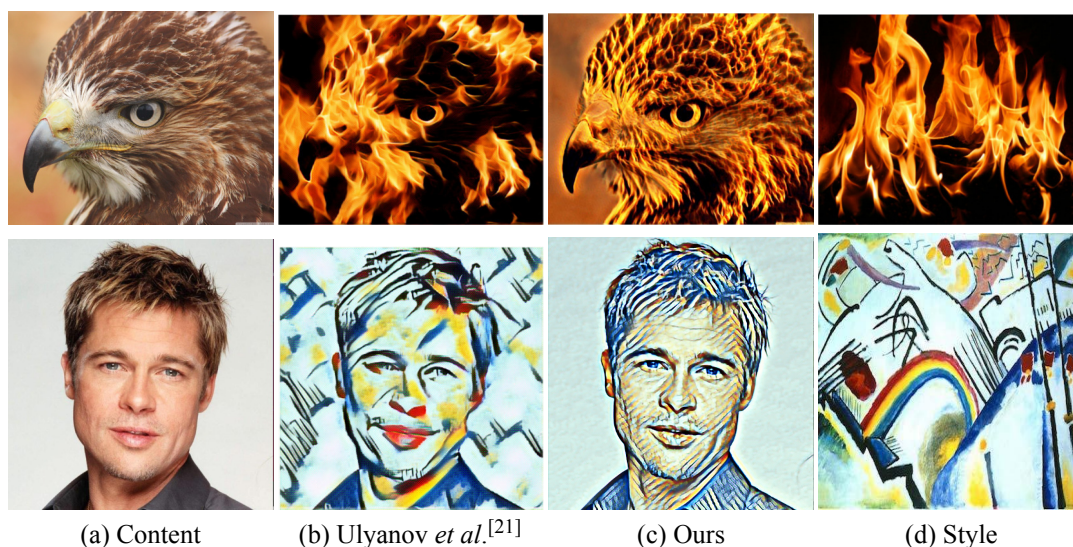 (a) Content
(b) Ulyanov et al.[21]
(c) Ours
(d) Style